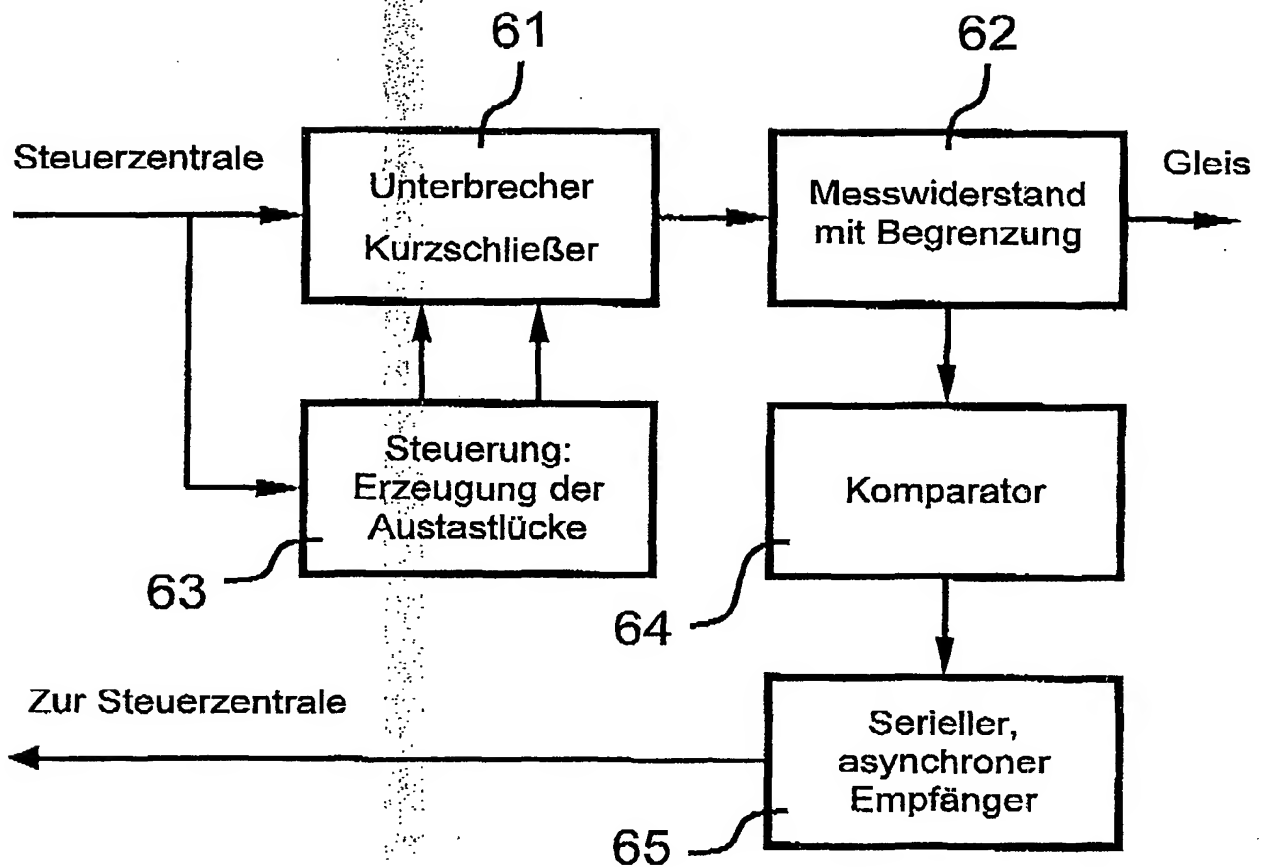 61
62
Steuerzentrale
Unterbrecher
Kurzschließer
Messwiderstand
mit Begrenzung
Gleis
Steuerung:
Erzeugung der
Austastlücke
63
Komparator
64
Zur Steuerzentrale
Serieller,
asynchroner
Empfänger
65